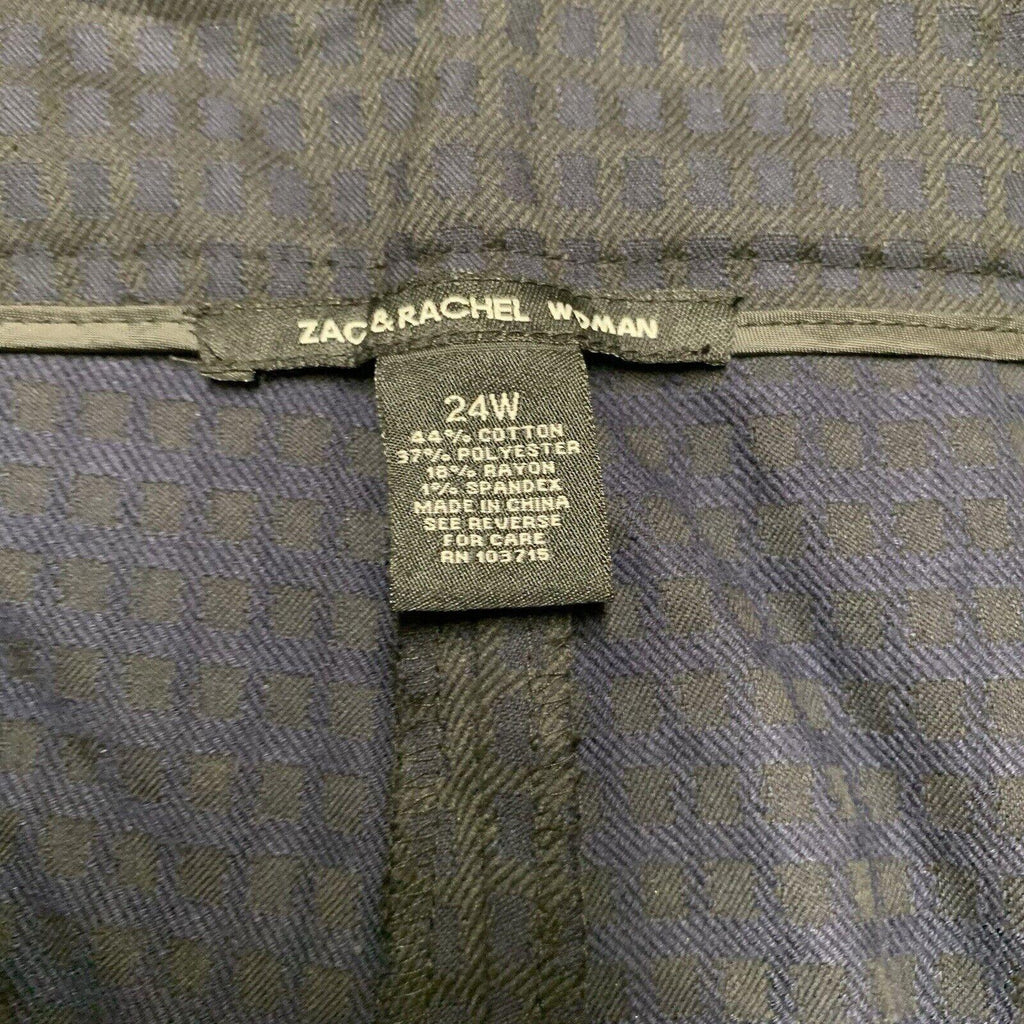 ZAC & RACHEL WOMAN
24W
44% COTTON
37% POLYESTER
18% RAYON
1% SPANDEX
MADE IN CHINA
SEE REVERSE
FOR CARE
RN 103715